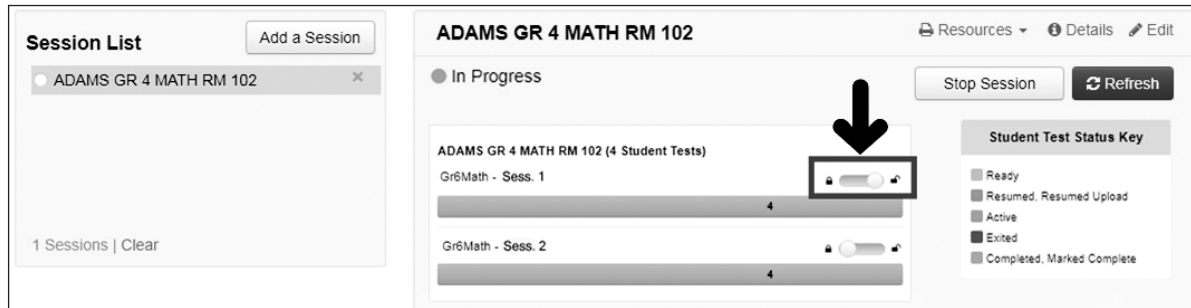 Session List
Add a Session
ADAMS GR 4 MATH RM 102 ×
1 Sessions | Clear
ADAMS GR 4 MATH RM 102
Resources
Details
Edit
In Progress
Stop Session
Refresh
ADAMS GR 4 MATH RM 102 (4 Student Tests)
Gr6Math - Sess. 1
4
Gr6Math - Sess. 2
4
Student Test Status Key
Ready
Resumed, Resumed Upload
Active
Exited
Completed, Marked Complete